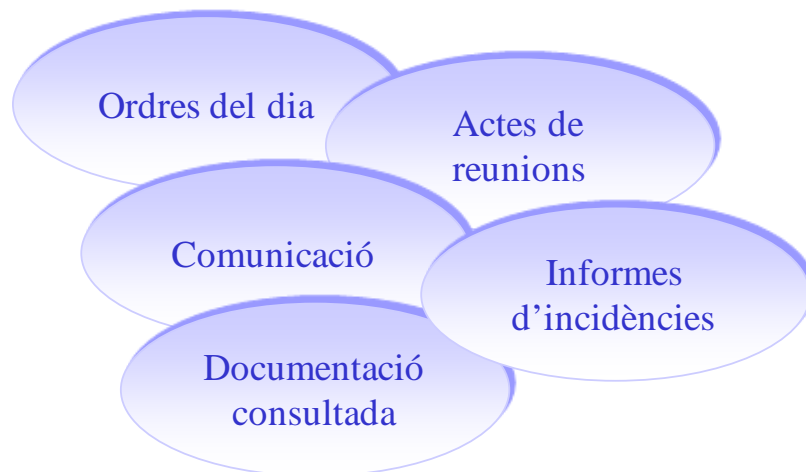 Ordres del dia
Actes de
reunions
Comunicació
Informes
d’incidències
Documentació
consultada